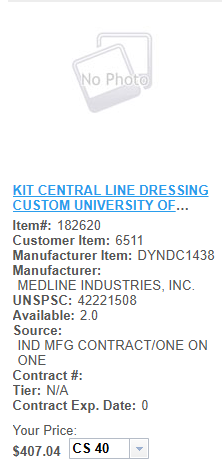 No Photo
KIT CENTRAL LINE DRESSING
CUSTOM UNIVERSITY OF...
Item#: 182620
Customer Item: 6511
Manufacturer Item: DYNDC1438
Manufacturer:
MEDLINE INDUSTRIES, INC.
UNSPSC: 42221508
Available: 2.0
Source:
IND MFG CONTRACT/ONE ON
ONE
Contract #:
Tier: N/A
Contract Exp. Date: 0
Your Price:
$407.04 CS 40